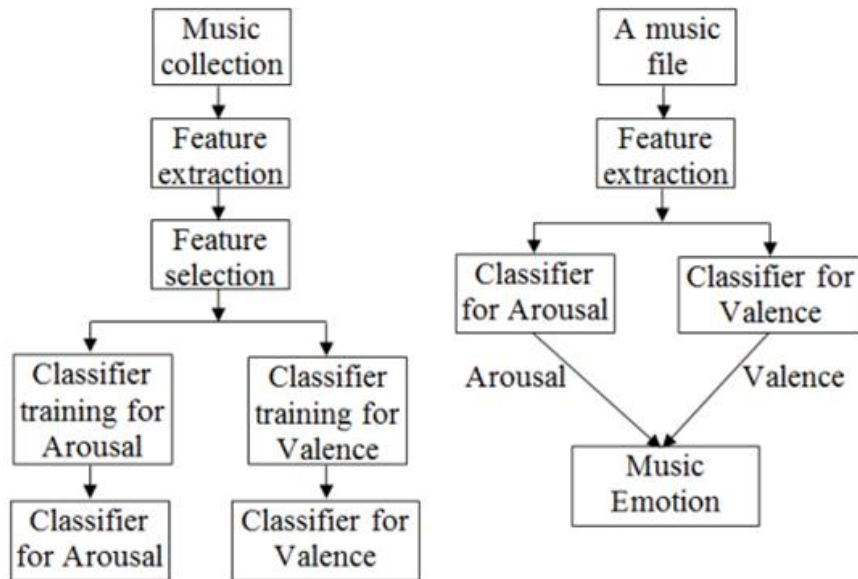 Music
collection
Feature
extraction
Feature
selection
Classifier
training for
Arousal
Classifier
training for
Valence
Classifier
for Arousal
Classifier for
Valence
A music
file
Feature
extraction
Classifier
for Arousal
Classifier for
Valence
Arousal
Valence
Music
Emotion